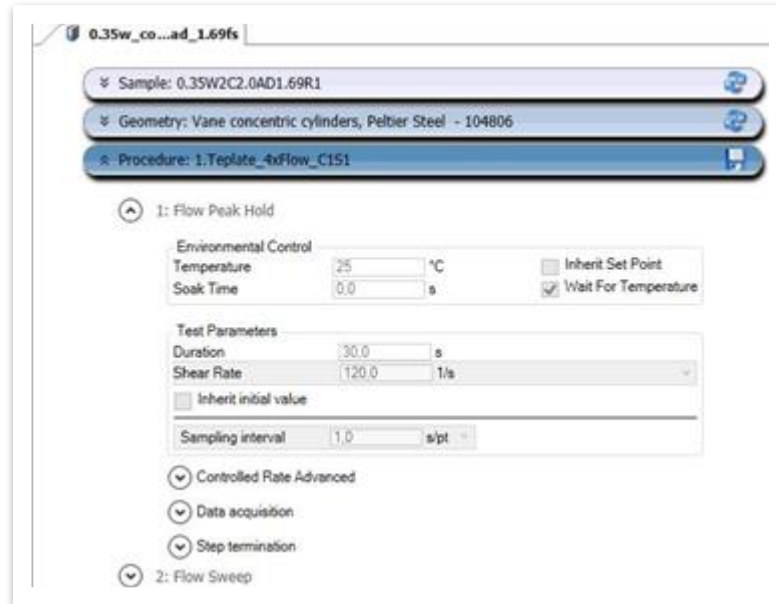 0.35w_co...ad_1.69fs
Sample: 0.35W2C2.0AD1.69R1
Geometry: Vane concentric cylinders, Peltier Steel - 104806
Procedure: 1.Teplate_4xFlow_C1S1
1: Flow Peak Hold
Environmental Control
Temperature 25 °C Inherit Set Point
Soak Time 0.0 s Wait For Temperature
Test Parameters
Duration 30.0 s
Shear Rate 120.0 1/s
Inherit initial value
Sampling interval 1.0 s/pt
Controlled Rate Advanced
Data acquisition
Step termination
2: Flow Sweep